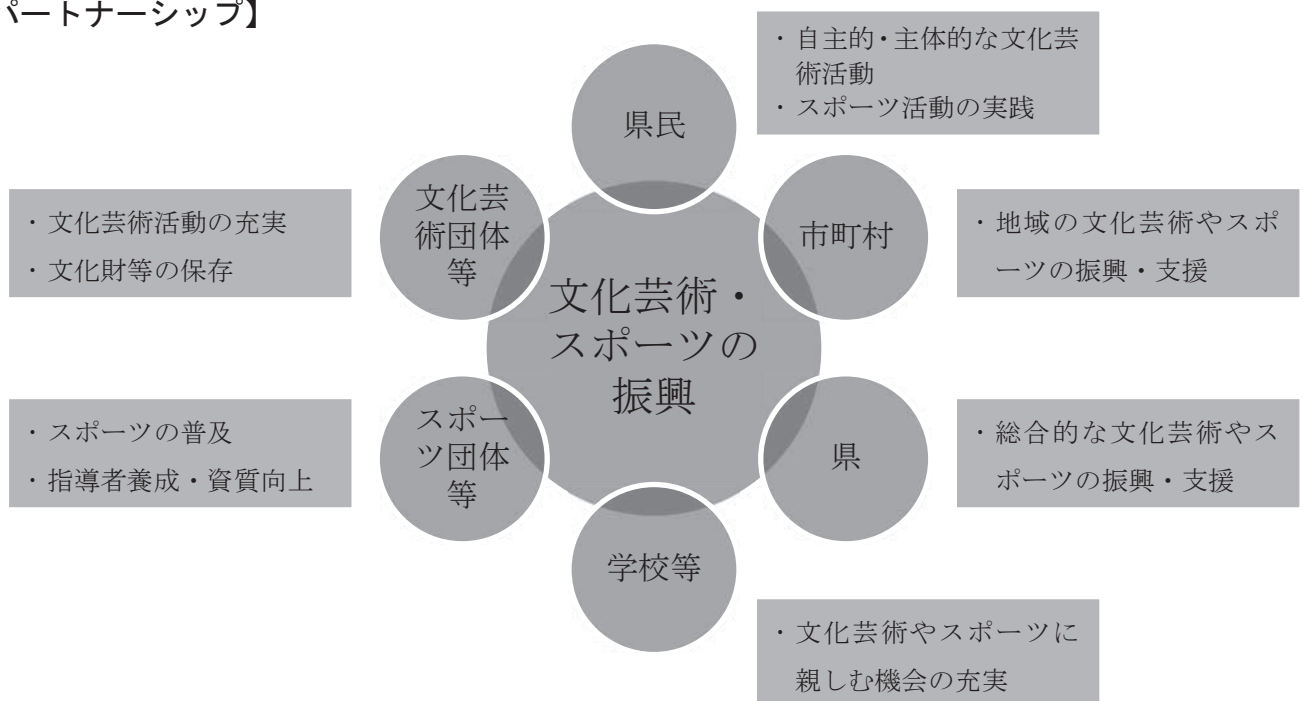 パートナーシップ】
県民
・自主的・主体的な文化芸
術活動
・スポーツ活動の実践
市町村
・地域の文化芸術やスポ
ーツの振興・支援
県
・総合的な文化芸術やス
ポーツの振興・支援
学校等
・文化芸術やスポーツに
親しむ機会の充実
スポー
ツ団体
等
・スポーツの普及
・指導者養成・資質向上
文化芸
術団体
等
・文化芸術活動の充実
・文化財等の保存
文化芸術・
スポーツの
振興